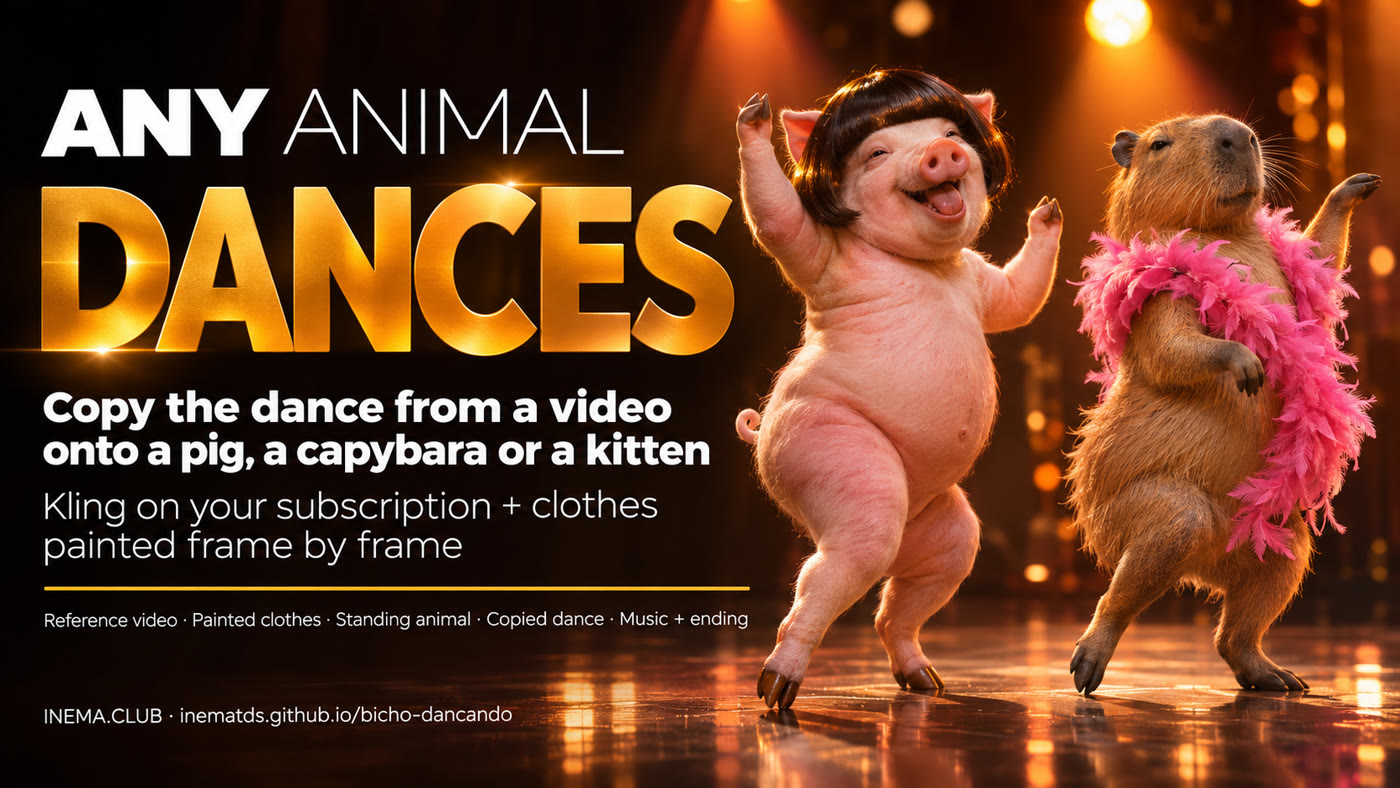 ANY ANIMAL
DANCES
Copy the dance from a video
onto a pig, a capybara or a kitten
Kling on your subscription + clothes
painted frame by frame
Reference video · Painted clothes · Standing animal · Copied dance · Music + ending
INEMA.CLUB · inematds.github.io/bicho-dancando